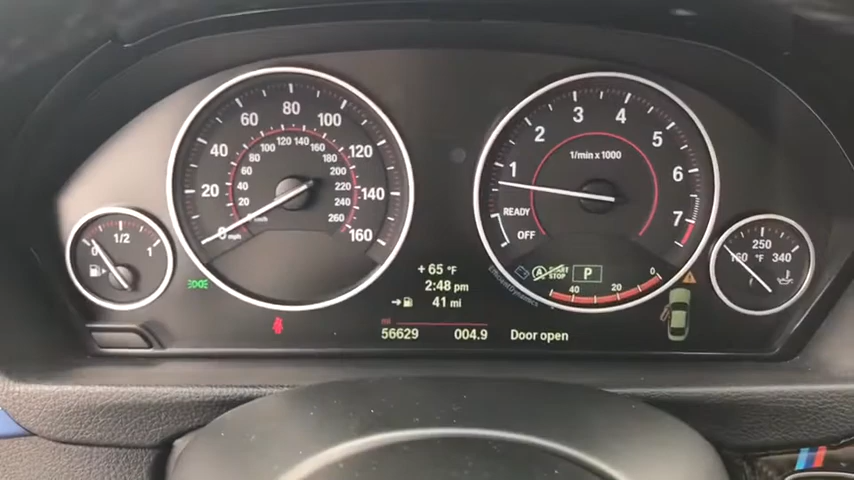 0 1/2 1
0 20 40 60 80 100 120 140 160
mph
20 40 60 80 100 120 140 160 180 200 220 240 260
km/h
+65 °F
2:48 pm
41 mi
56629 004.9
1 2 3 4 5 6 7
1/min x 1000
READY
OFF
START
STOP
P
40 20 0
EfficientDynamics
Door open
160 250 340
°F